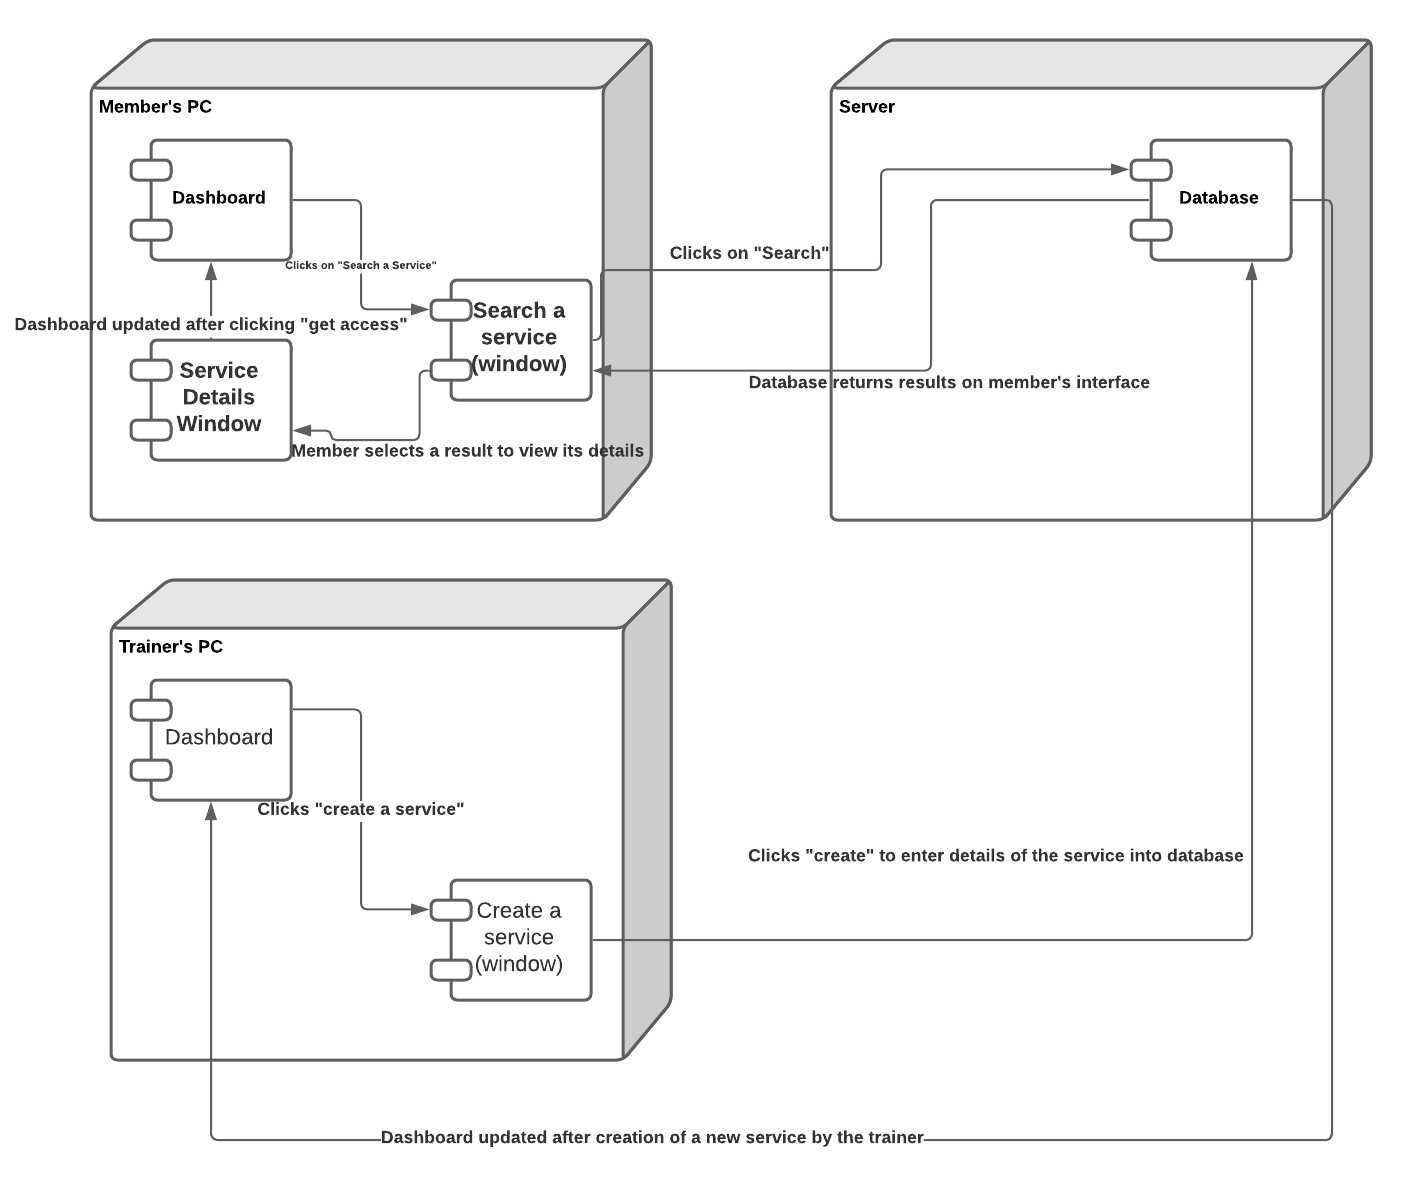 Member's PC
Dashboard
Clicks on "Search a Service"
Dashboard updated after clicking "get access"
Search a
service
(window)
Service
Details
Window
Member selects a result to view its details
Server
Database
Clicks on "Search"
Database returns results on member's interface
Trainer's PC
Dashboard
Clicks "create a service"
Create a
service
(window)
Clicks "create" to enter details of the service into database
Dashboard updated after creation of a new service by the trainer